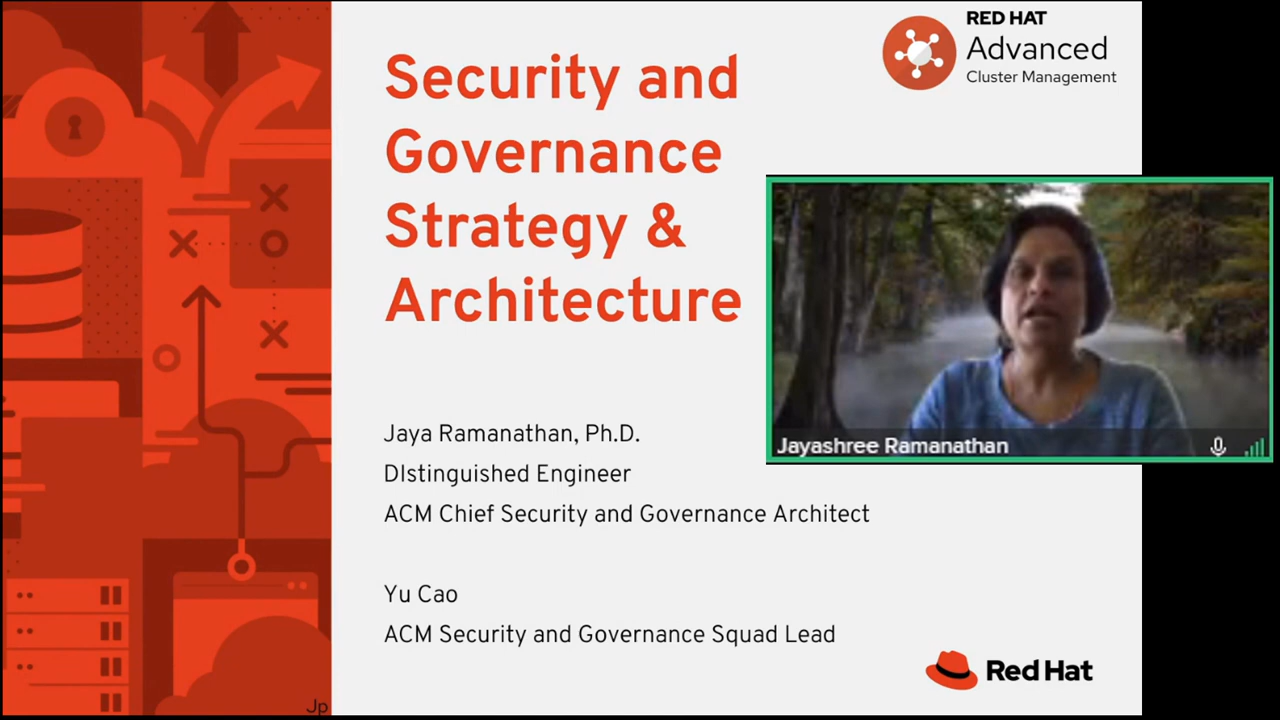 RED HAT
Advanced
Cluster Management
Security and
Governance
Strategy &
Architecture
Jayashree Ramanathan
Jaya Ramanathan, Ph.D.
DIstinguished Engineer
ACM Chief Security and Governance Architect
Yu Cao
ACM Security and Governance Squad Lead
Red Hat
Jp